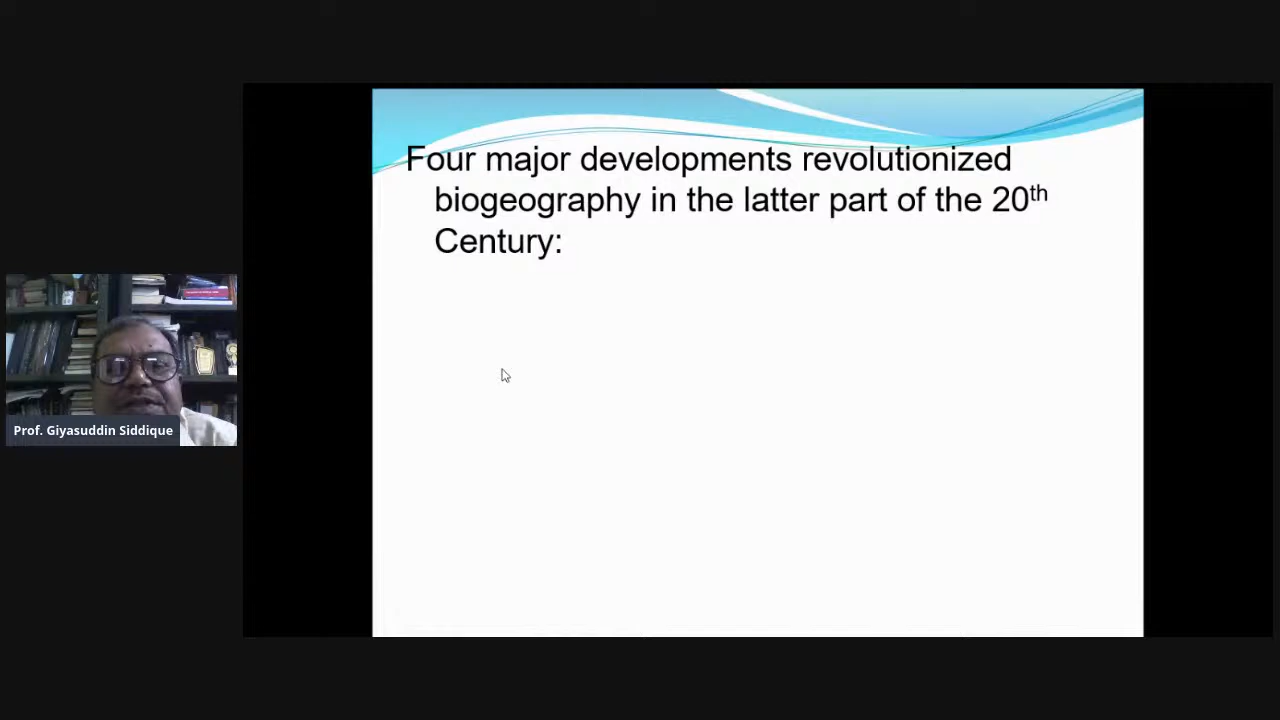 Four major developments revolutionized
biogeography in the latter part of the 20th
Century:
Prof. Giyasuddin Siddique